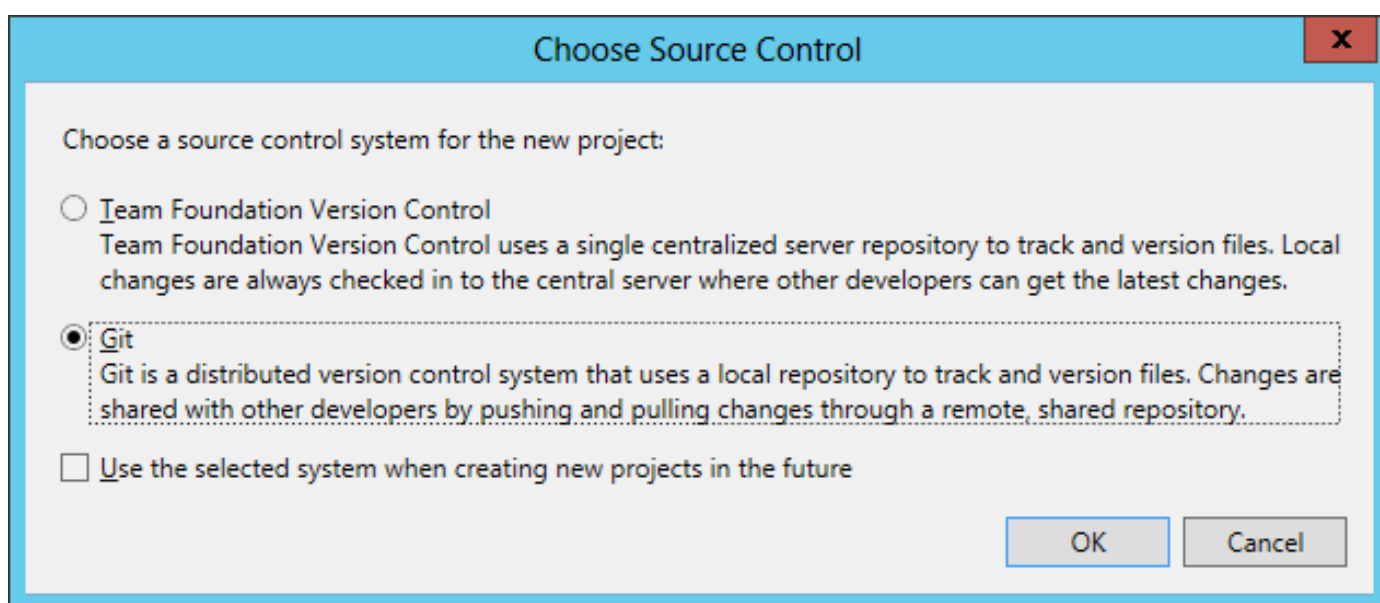 Choose Source Control
x
Choose a source control system for the new project:
Team Foundation Version Control
Team Foundation Version Control uses a single centralized server repository to track and version files. Local
changes are always checked in to the central server where other developers can get the latest changes.
Git
Git is a distributed version control system that uses a local repository to track and version files. Changes are
shared with other developers by pushing and pulling changes through a remote, shared repository.
Use the selected system when creating new projects in the future
OK Cancel